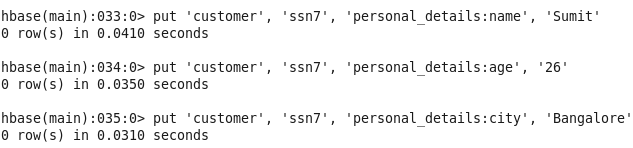 hbase(main):033:0> put 'customer', 'ssn7', 'personal_details:name', 'Sumit'
0 row(s) in 0.0410 seconds
hbase(main):034:0> put 'customer', 'ssn7', 'personal_details:age', '26'
0 row(s) in 0.0350 seconds
hbase(main):035:0> put 'customer', 'ssn7', 'personal_details:city', 'Bangalore'
0 row(s) in 0.0310 seconds